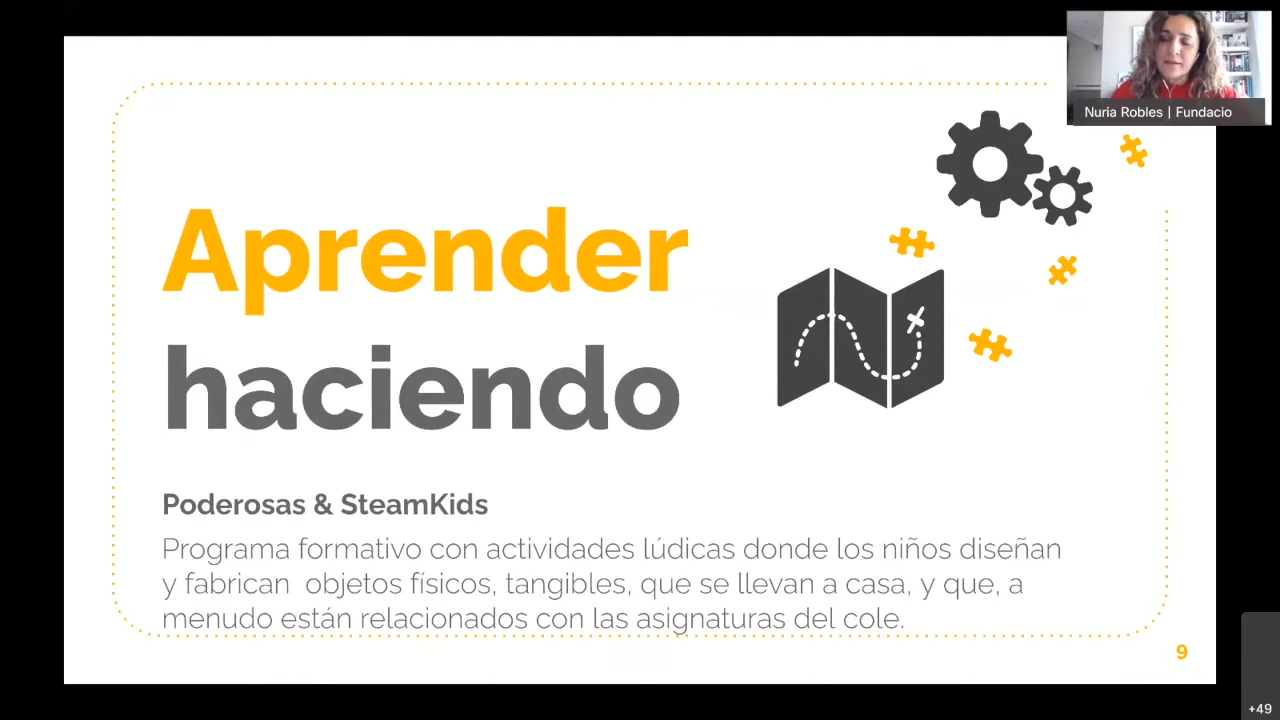 Nuria Robles | Fundacio
Aprender
haciendo
Poderosas & SteamKids
Programa formativo con actividades lúdicas donde los niños diseñan
y fabrican objetos físicos, tangibles, que se llevan a casa, y que, a
menudo están relacionados con las asignaturas del cole.
9
+49